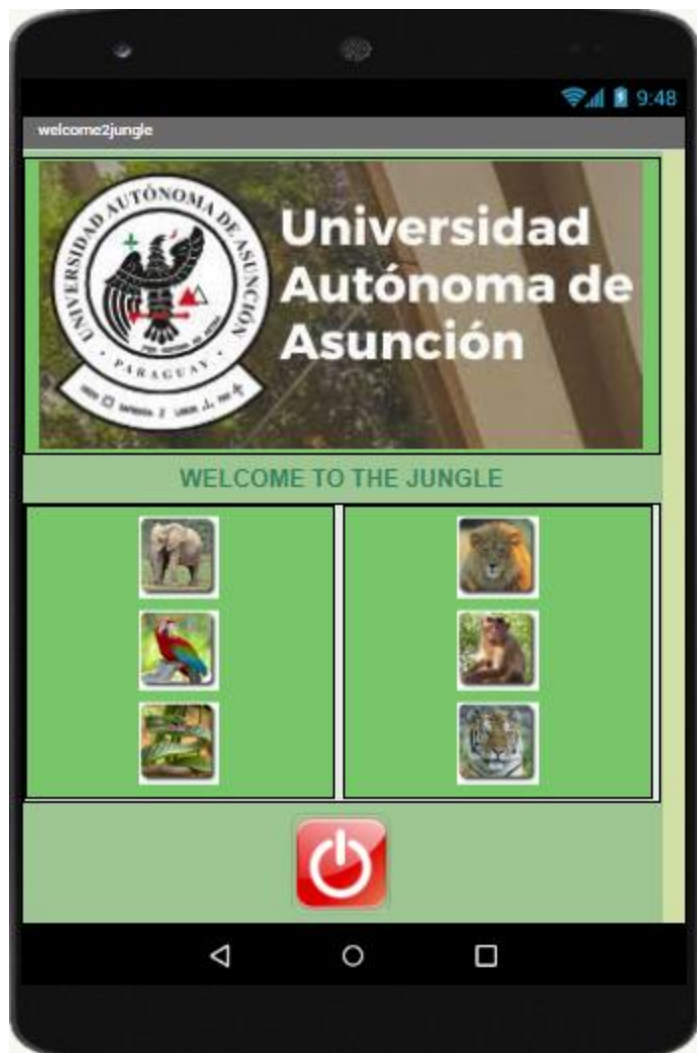 9:48
welcome2jungle
UNIVERSIDAD AUTÓNOMA DE ASUNCIÓN
• PARAGUAY •
Universidad
Autónoma de
Asunción
WELCOME TO THE JUNGLE